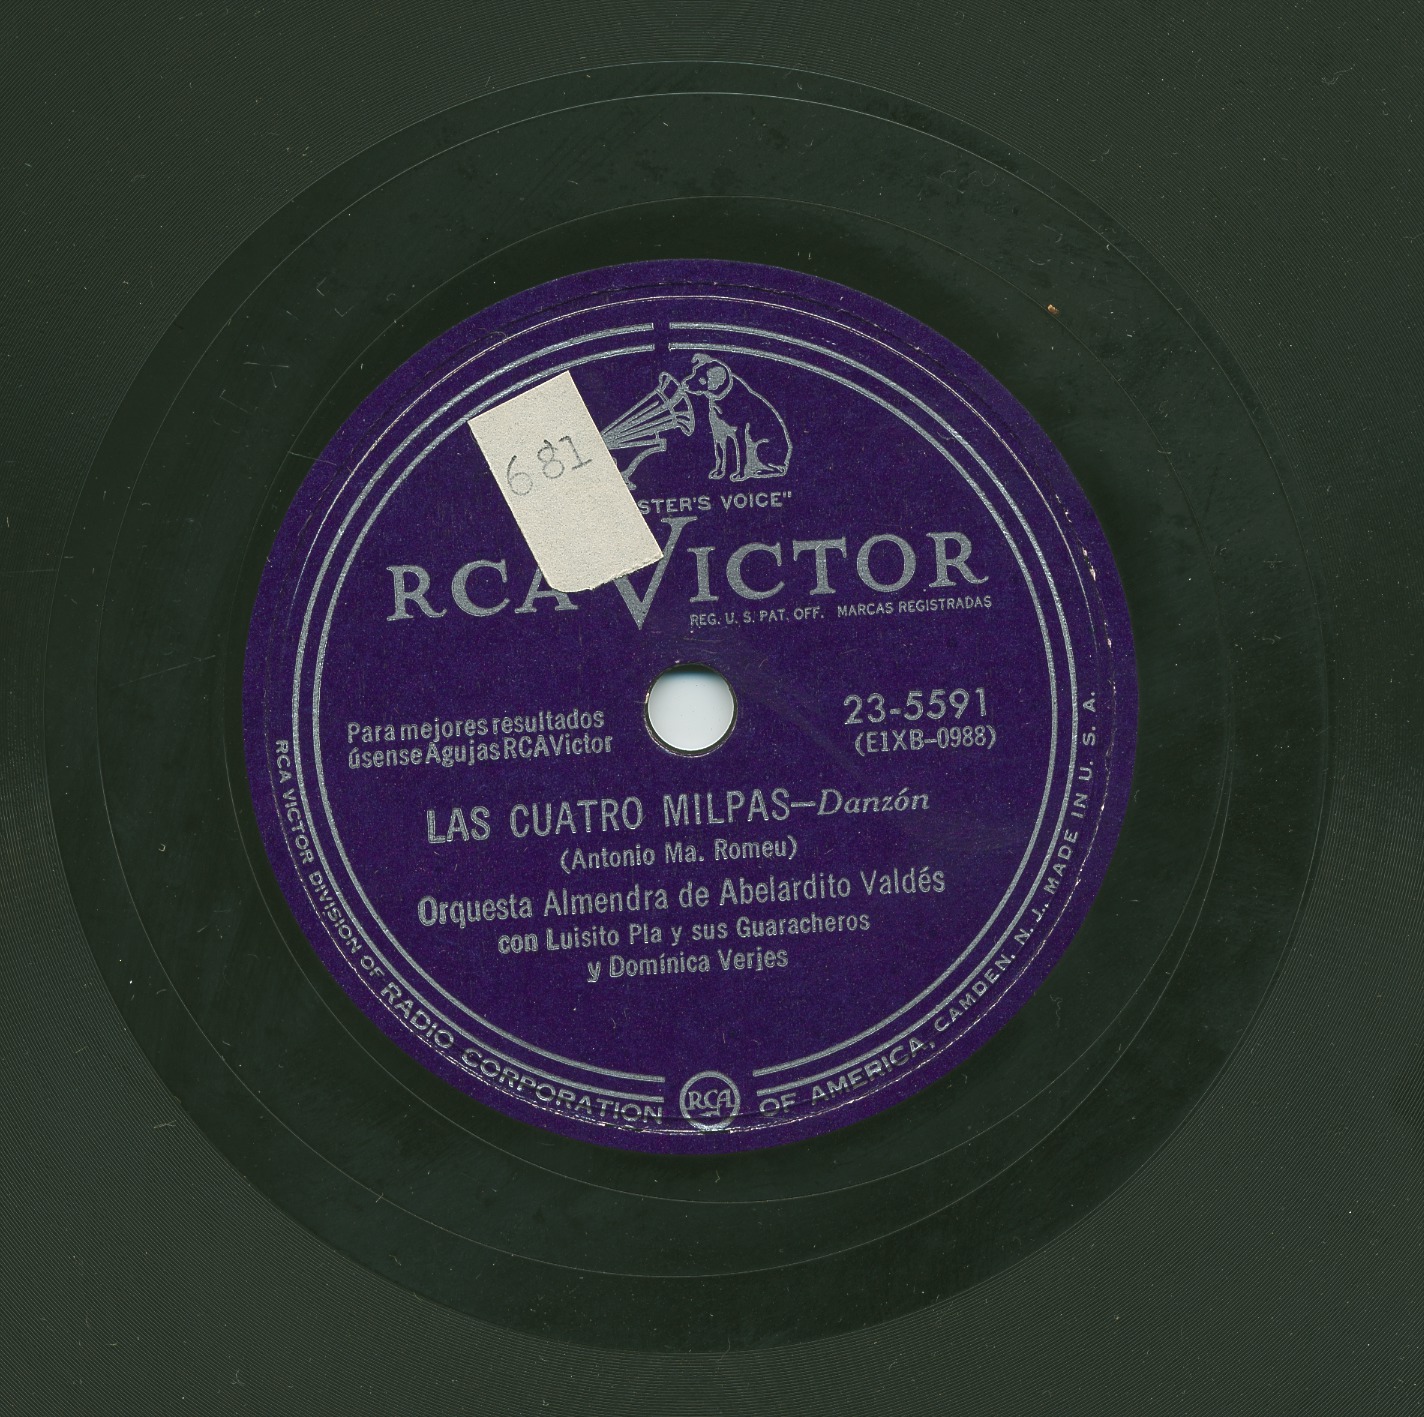 681
STER'S VOICE"
RCA VICTOR
REG. U. S. PAT. OFF. MARCAS REGISTRADAS
Para mejores resultados
úsense Agujas RCA Victor
23-5591
(E1XB-0988)
LAS CUATRO MILPAS—Danzón
(Antonio Ma. Romeu)
Orquesta Almendra de Abelardito Valdés
con Luisito Pla y sus Guaracheros
y Domínica Verjes
RCA VICTOR DIVISION OF RADIO CORPORATION OF AMERICA, CAMDEN. N. J.. MADE IN U. S. A.
RCA